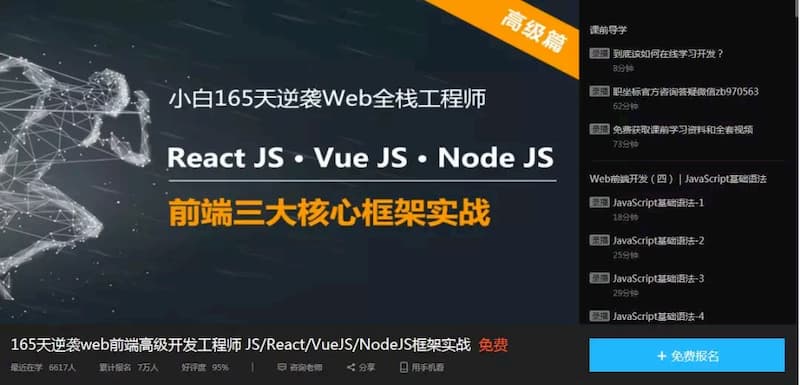 高级篇
小白165天逆袭Web全栈工程师
React JS • Vue JS • Node JS
前端三大核心框架实战
课前导学
录播 到底该如何在线学习开发？
8分钟
录播 职坐标官方咨询答疑微信zb970563
62分钟
录播 免费获取课前学习资料和全套视频
73分钟
Web前端开发（四）| JavaScript基础语法
录播 JavaScript基础语法-1
18分钟
录播 JavaScript基础语法-2
25分钟
录播 JavaScript基础语法-3
29分钟
录播 JavaScript基础语法-4
165天逆袭web前端高级开发工程师 JS/React/VueJS/NodeJS框架实战 免费
最近在学 6617人 累计报名 7万人 好评度 95% 咨询老师 分享 用手机看
+ 免费报名